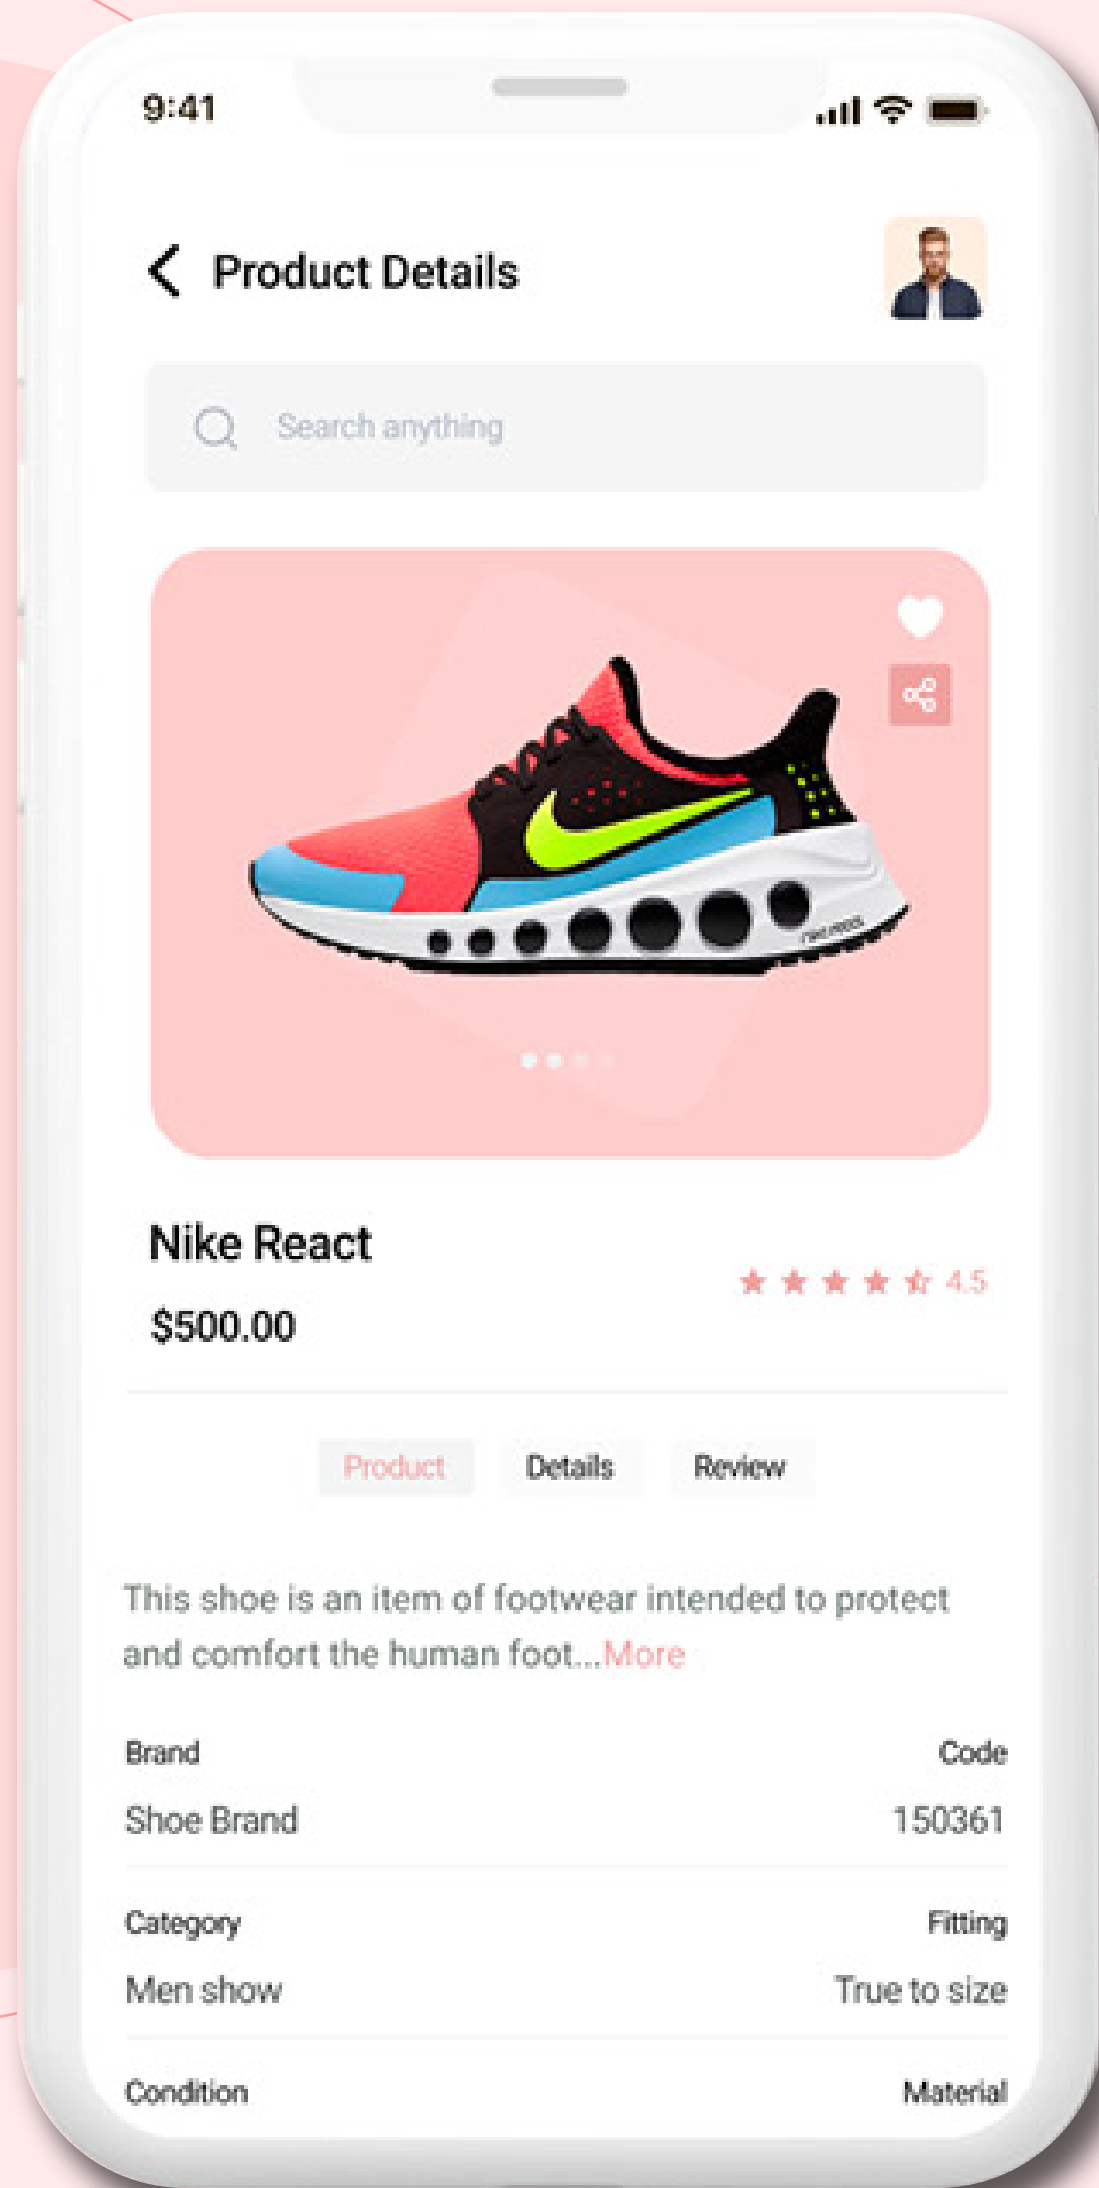 9:41
Product Details
Search anything
Nike React
4.5
$500.00
Product Details Review
This shoe is an item of footwear intended to protect
and comfort the human foot...More
Brand Code
Shoe Brand 150361
Category Fitting
Men show True to size
Condition Material